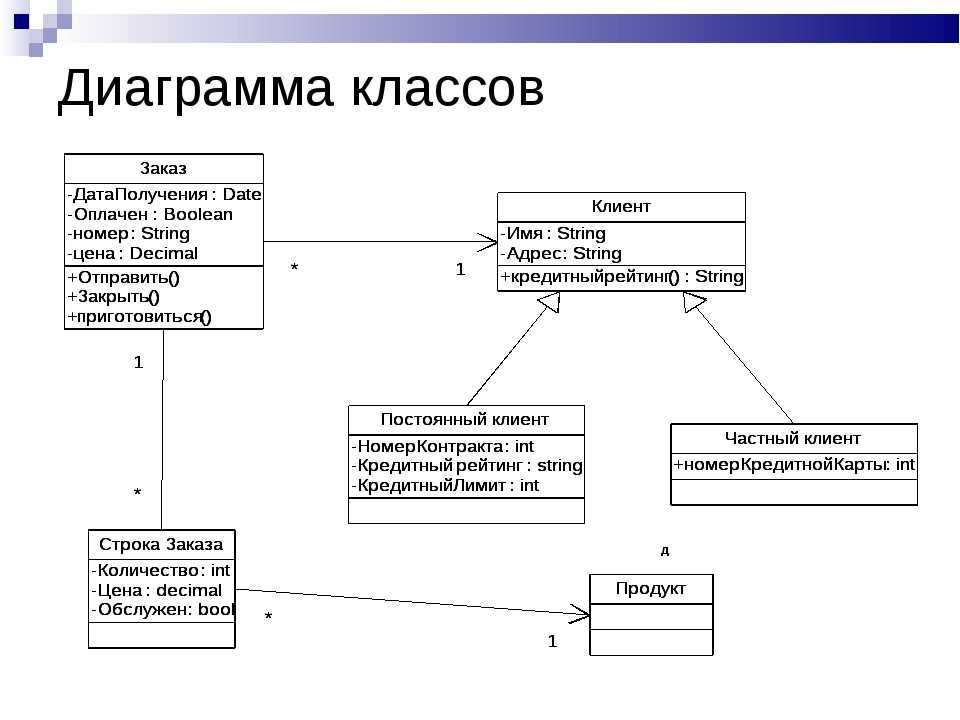 Диаграмма классов
Заказ
-ДатаПолучения : Date
-Оплачен : Boolean
-номер : String
-цена : Decimal
+Отправить()
+Закрыть()
+приготовиться()
*
1
Клиент
-Имя : String
-Адрес: String
+кредитныйрейтинг() : String
1
*
Постоянный клиент
-НомерКонтракта: int
-Кредитный рейтинг : string
-КредитныйЛимит : int
Частный клиент
+номерКредитнойКарты: int
Строка Заказа
-Количество: int
-Цена : decimal
-Обслужен: bool
*
1
д
Продукт